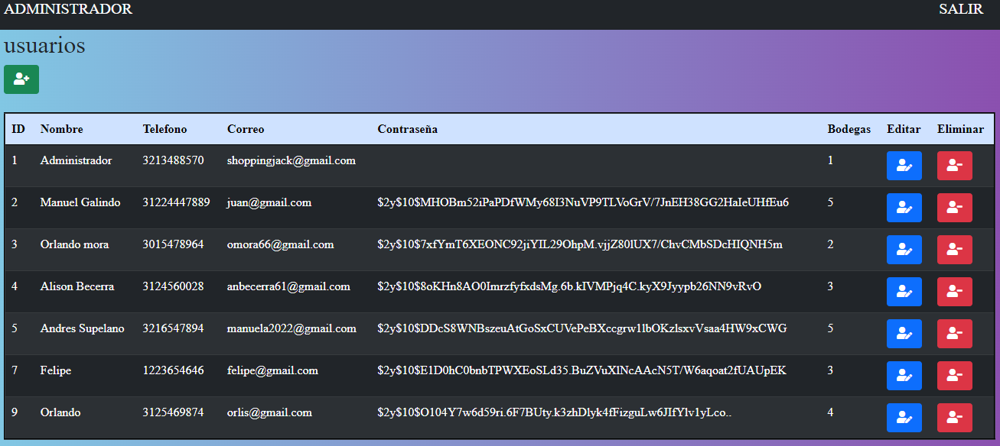 ADMINISTRADOR SALIR
usuarios
ID Nombre Telefono Correo Contraseña Bodegas Editar Eliminar
1 Administrador 3213488570 shoppingjack@gmail.com 1
2 Manuel Galindo 31224447889 juan@gmail.com $2y$10$MHOBm52iPaPDfWMy68I3NuVP9TLVoGrV/7JnEH38GG2HaIeUHfEu6 5
3 Orlando mora 3015478964 omora66@gmail.com $2y$10$7xfYmT6XEONC92jiYIL29OhpM.vjjZ80lUX7/ChvCMbSDcHIQNH5m 2
4 Alison Becerra 3124560028 anbecerra61@gmail.com $2y$10$8oKHn8AO0ImrzfyfxdsMg.6b.kIVMPjq4C.kyX9Jyypb26NN9vRvO 3
5 Andres Supelano 3216547894 manuela2022@gmail.com $2y$10$DDcS8WNBszeuAtGoSxCUVePeBXccgrw1lbOKzlsxvVsaa4HW9xCWG 5
7 Felipe 1223654646 felipe@gmail.com $2y$10$E1D0hC0bnbTPWXEoSLd35.BuZVuXlNcAAcN5T/W6aqoat2fUAUpEK 3
9 Orlando 3125469874 orlis@gmail.com $2y$10$O104Y7w6d59ri.6F7BUty.k3zhDlyk4fFizguLw6JIfYlv1yLco.. 4